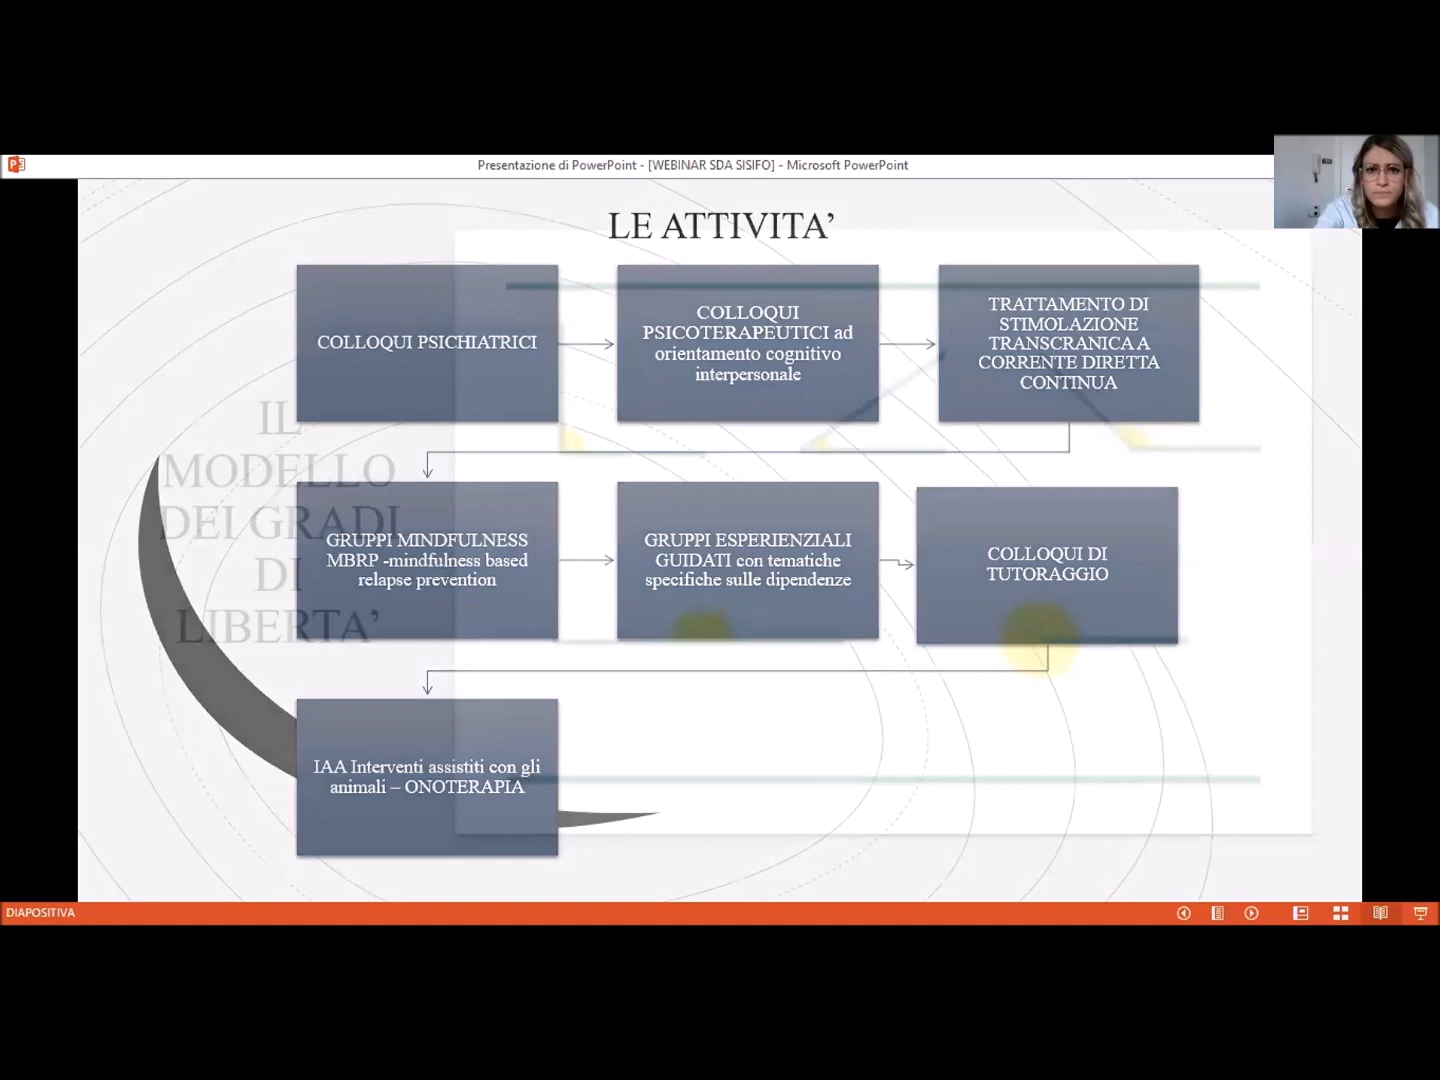 Presentazione di PowerPoint - [WEBINAR SDA SISIFO] - Microsoft PowerPoint
LE ATTIVITA’
COLLOQUI PSICHIATRICI
COLLOQUI
PSICOTERAPEUTICI ad
orientamento cognitivo
interpersonale
TRATTAMENTO DI
STIMOLAZIONE
TRANSCRANICA A
CORRENTE DIRETTA
CONTINUA
IL
MODELLO
DEI GRADI
DI
LIBERTA’
GRUPPI MINDFULNESS
MBRP -mindfulness based
relapse prevention
GRUPPI ESPERIENZIALI
GUIDATI con tematiche
specifiche sulle dipendenze
COLLOQUI DI
TUTORAGGIO
IAA Interventi assistiti con gli
animali – ONOTERAPIA
DIAPOSITIVA